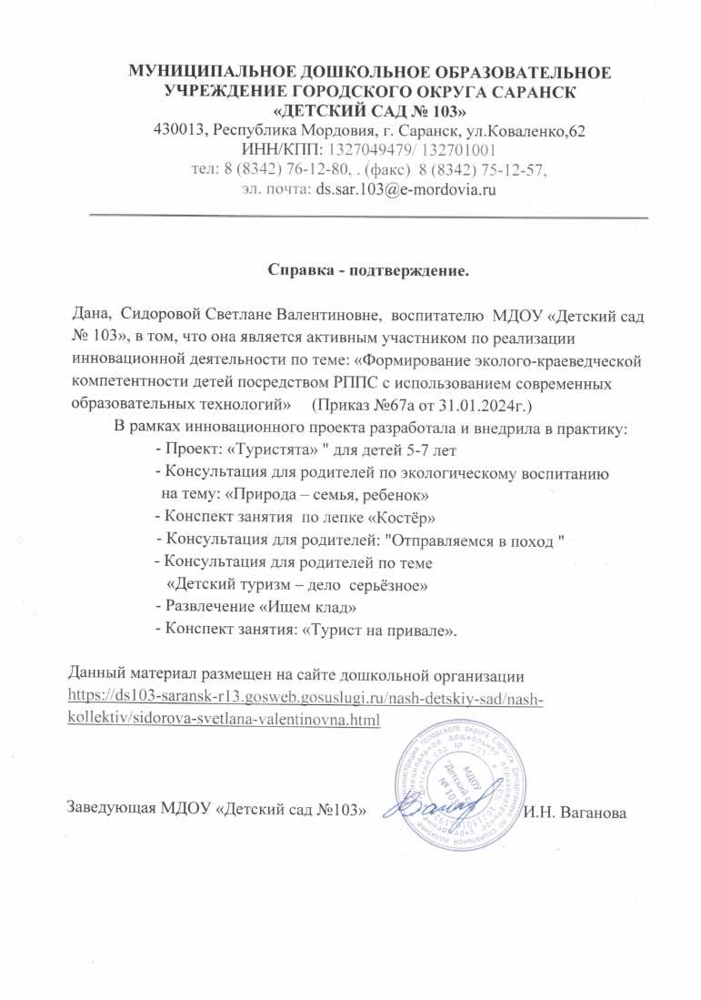 МУНИЦИПАЛЬНОЕ ДОШКОЛЬНОЕ ОБРАЗОВАТЕЛЬНОЕ
УЧРЕЖДЕНИЕ ГОРОДСКОГО ОКРУГА САРАНСК
«ДЕТСКИЙ САД № 103»
430013, Республика Мордовия, г. Саранск, ул.Коваленко,62
ИНН/КПП: 1327049479/ 132701001
тел: 8 (8342) 76-12-80, . (факс)  8 (8342) 75-12-57,
эл. почта: ds.sar.103@e-mordovia.ru
Справка - подтверждение.
Дана,  Сидоровой Светлане Валентиновне,  воспитателю  МДОУ «Детский сад
№ 103», в том, что она является активным участником по реализации
инновационной деятельности по теме: «Формирование эколого-краеведческой
компетентности детей посредством РППС с использованием современных
образовательных технологий»    (Приказ №67а от 31.01.2024г.)
В рамках инновационного проекта разработала и внедрила в практику:
- Проект: «Туристята» " для детей 5-7 лет
- Консультация для родителей по экологическому воспитанию
на тему: «Природа – семья, ребенок»
- Конспект занятия  по лепке «Костёр»
- Консультация для родителей: "Отправляемся в поход "
- Консультация для родителей по теме
«Детский туризм – дело  серьёзное»
- Развлечение «Ищем клад»
- Конспект занятия: «Турист на привале».
Данный материал размещен на сайте дошкольной организации
https://ds103-saransk-r13.gosweb.gosuslugi.ru/nash-detskiy-sad/nash-
kollektiv/sidorova-svetlana-valentinovna.html
Заведующая МДОУ «Детский сад №103»
И.Н. Ваганова
МДОУ
"Детский
№ 103